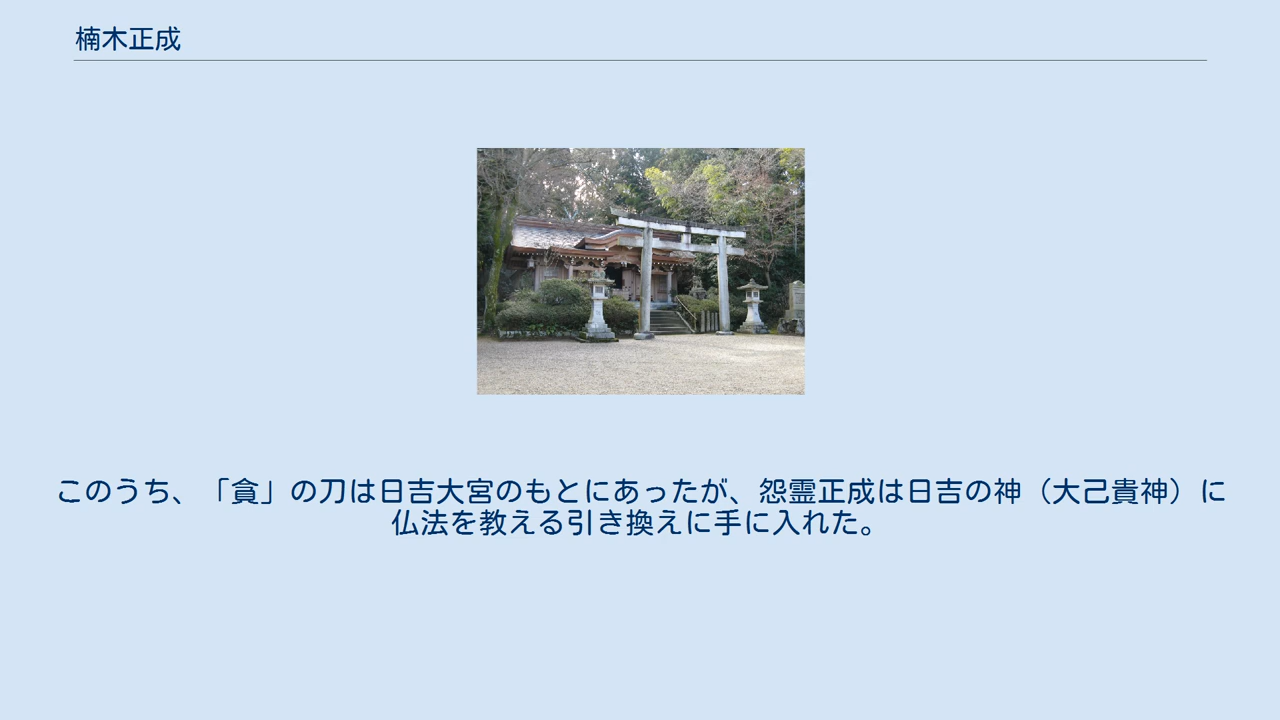 楠木正成
このうち、「貪」の刀は日吉大宮のもとにあったが、怨霊正成は日吉の神（大己貴神）に
仏法を教える引き換えに手に入れた。